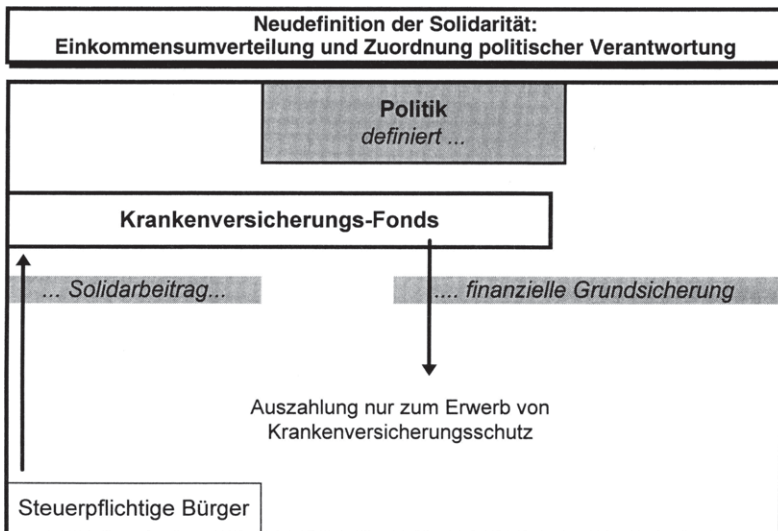 Neudefinition der Solidarität:
Einkommensumverteilung und Zuordnung politischer Verantwortung
Politik
definiert ...
Krankenversicherungs-Fonds
... Solidarbeitrag...
.... finanzielle Grundsicherung
Auszahlung nur zum Erwerb von
Krankenversicherungsschutz
Steuerpflichtige Bürger